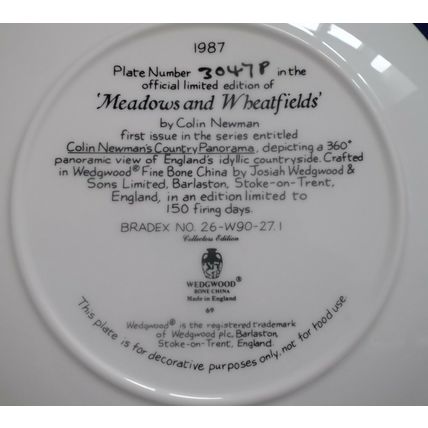 1987
Plate Number 3047P in the
official limited edition of
'Meadows and Wheatfields'
by Colin Newman
first issue in the series entitled
Colin Newman's Country Panorama, depicting a 360°
panoramic view of England's idyllic countryside. Crafted
in Wedgwood® Fine Bone China by Josiah Wedgwood &
Sons Limited, Barlaston, Stoke-on-Trent,
England, in an edition limited to
150 firing days.
BRADEX NO. 26-W90-27.1
Collectors Edition
WEDGWOOD®
BONE CHINA
Made in England
69
Wedgwood® is the registered trademark
of Wedgwood plc, Barlaston,
Stoke-on-Trent, England.
This plate is for decorative purposes only, not for food use.